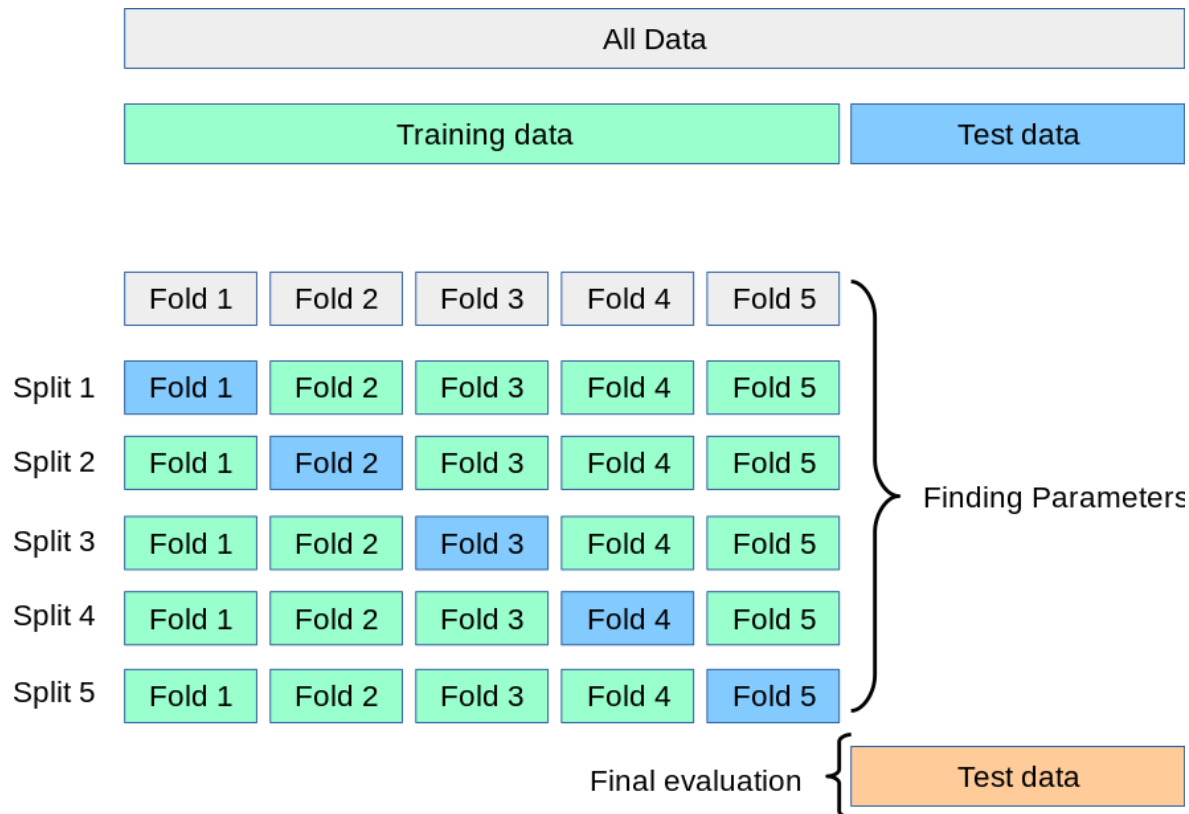 All Data
Training data Test data
Fold 1 Fold 2 Fold 3 Fold 4 Fold 5
Split 1 Fold 1 Fold 2 Fold 3 Fold 4 Fold 5
Split 2 Fold 1 Fold 2 Fold 3 Fold 4 Fold 5
Finding Parameters
Split 3 Fold 1 Fold 2 Fold 3 Fold 4 Fold 5
Split 4 Fold 1 Fold 2 Fold 3 Fold 4 Fold 5
Split 5 Fold 1 Fold 2 Fold 3 Fold 4 Fold 5
Final evaluation Test data